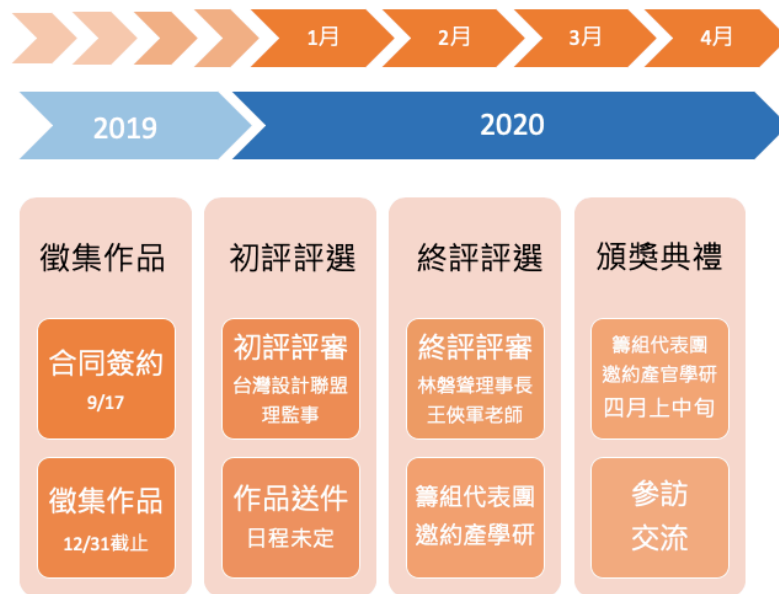 1月
2月
3月
4月
2019
2020
徵集作品
合同簽約
9/17
徵集作品
12/31截止
初評評選
初評評審
台灣設計聯盟
理監事
作品送件
日程未定
終評評選
終評評審
林磐聳理事長
王俠軍老師
籌組代表團
邀約產學研
頒獎典禮
籌組代表團
邀約產官學研
四月上中旬
參訪
交流